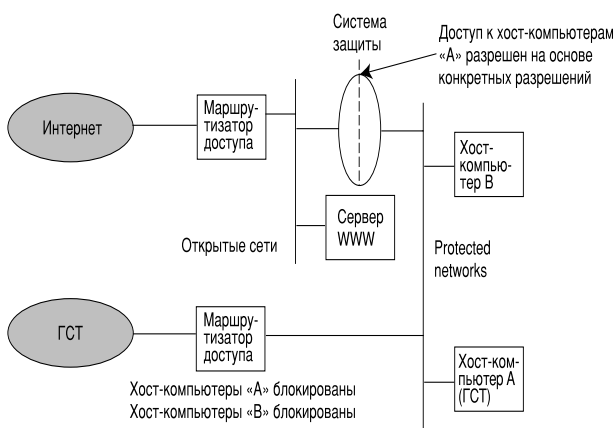 Система
защиты
Доступ к хост-компьютерам
«А» разрешен на основе
конкретных разрешений
Интернет
Маршру-
тизатор
доступа
Хост-
компью-
тер В
Сервер
WWW
Открытые сети
Protected
networks
ГСТ
Маршру-
тизатор
доступа
Хост-ком-
пьютер А
(ГСТ)
Хост-компьютеры «А» блокированы
Хост-компьютеры «В» блокированы